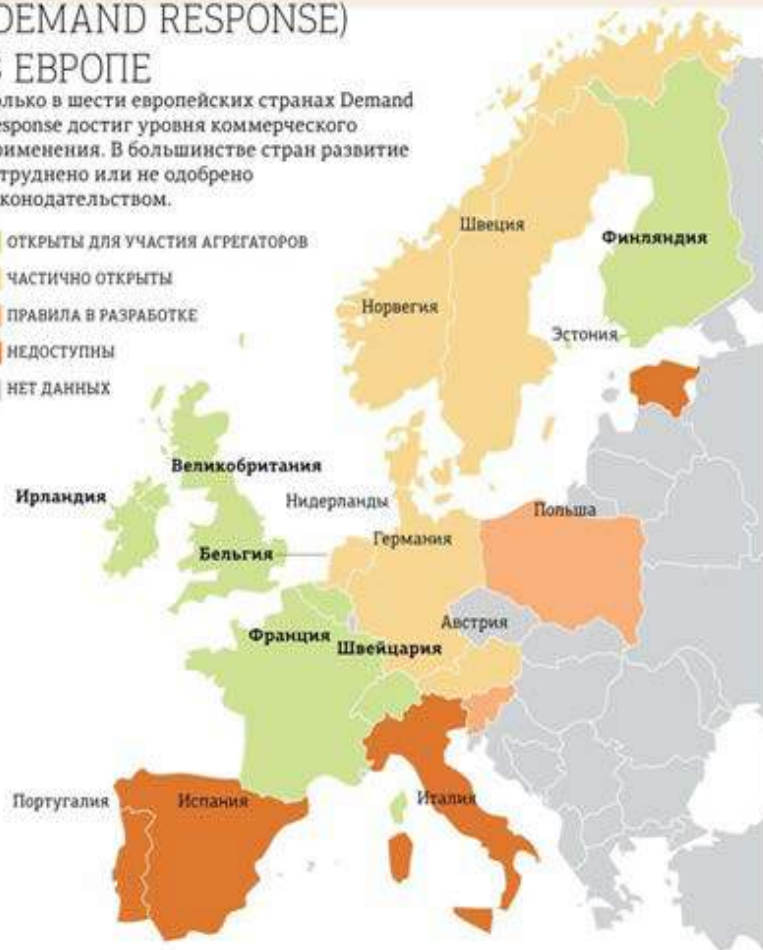 DEMAND RESPONSE)
В ЕВРОПЕ
олько в шести европейских странах Demand
esponse достиг уровня коммерческого
рименения. В большинстве стран развитие
труднено или не одобрено
конодательством.
ОТКРЫТЫ ДЛЯ УЧАСТИЯ АГРЕГАТОРОВ
ЧАСТИЧНО ОТКРЫТЫ
ПРАВИЛА В РАЗРАБОТКЕ
НЕДОСТУПНЫ
НЕТ ДАННЫХ
Швеция
Финляндия
Норвегия
Эстония
Великобритания
Ирландия
Нидерланды
Польша
Германия
Бельгия
Австрия
Франция
Швейцария
Португалия
Испания
Италия